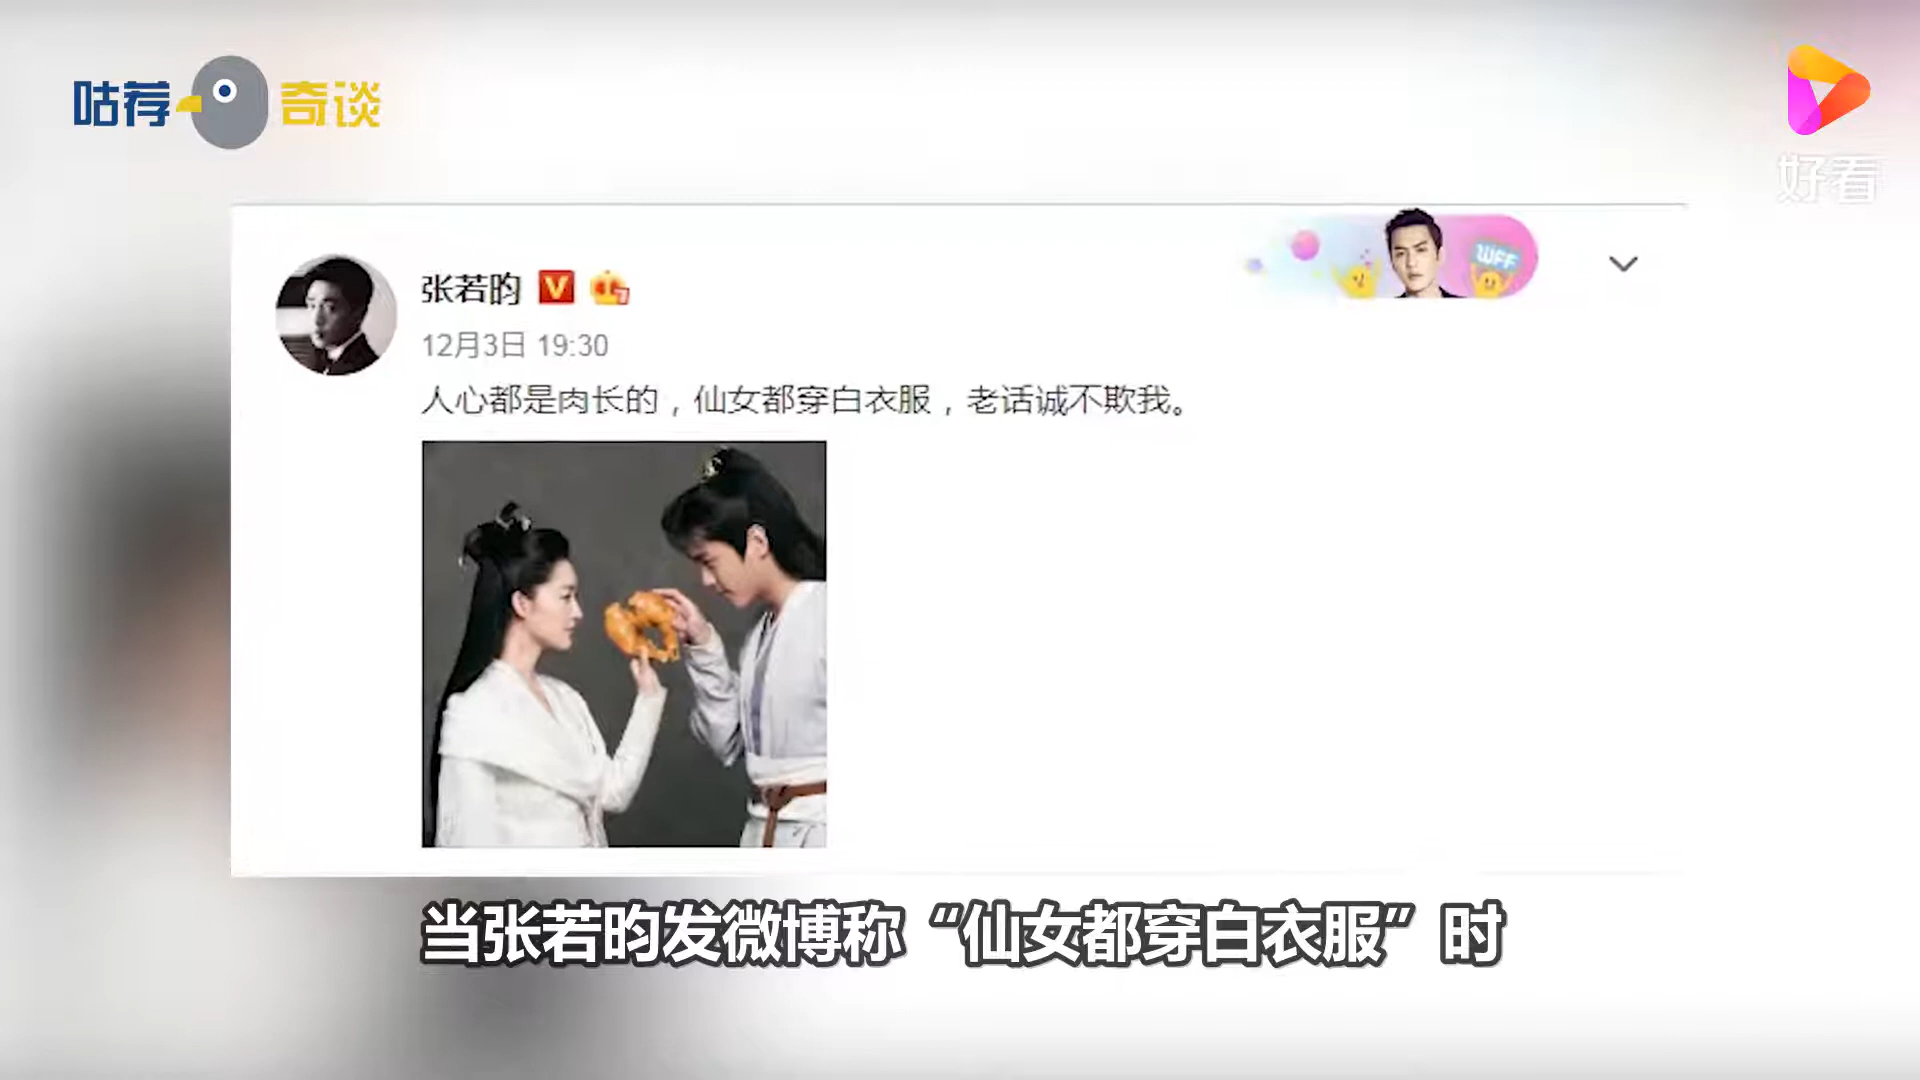 咕荐 奇谈
好看
WFF
张若昀 V 7
12月3日 19:30
人心都是肉长的，仙女都穿白衣服，老话诚不欺我。
当张若昀发微博称“仙女都穿白衣服”时